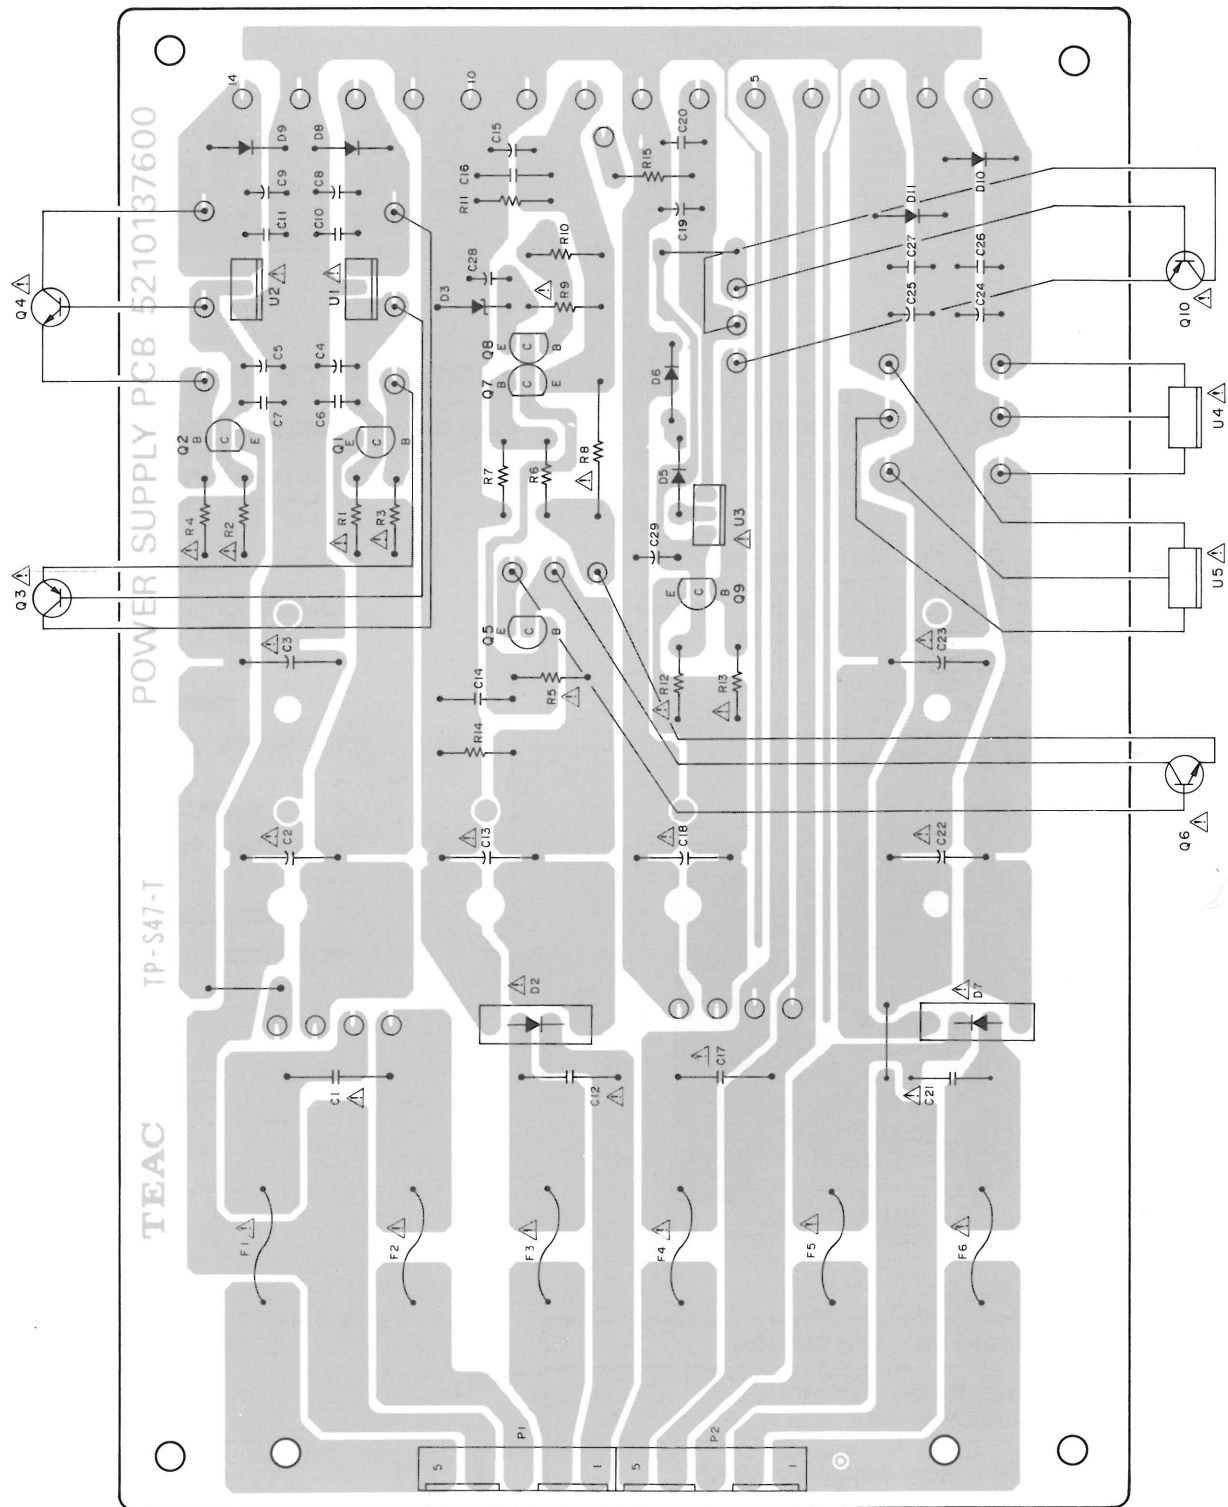 TEAC
TP-S47-T
POWER SUPPLY PCB 5210137600
Q4
Q3
14
10
5
1
D9
D8
C9
C8
C11
C10
U2
U1
C5
C4
C7
C6
Q2
B
C
E
Q1
E
C
B
R4
R2
R1
R3
C3
C2
C1
F1
F2
C15
C16
R11
R10
C28
D3
R9
Q8
E
C
B
Q7
B
C
E
R7
R6
R8
Q5
E
C
B
C14
R5
R14
C13
D2
C12
F3
R15
C20
C19
D6
D5
U3
C29
Q9
E
C
B
R12
R13
C18
C17
F4
D10
D11
C27
C26
C25
C24
C23
C22
D7
C21
F5
F6
Q10
U4
U5
Q6
P1
5
1
P2
5
1